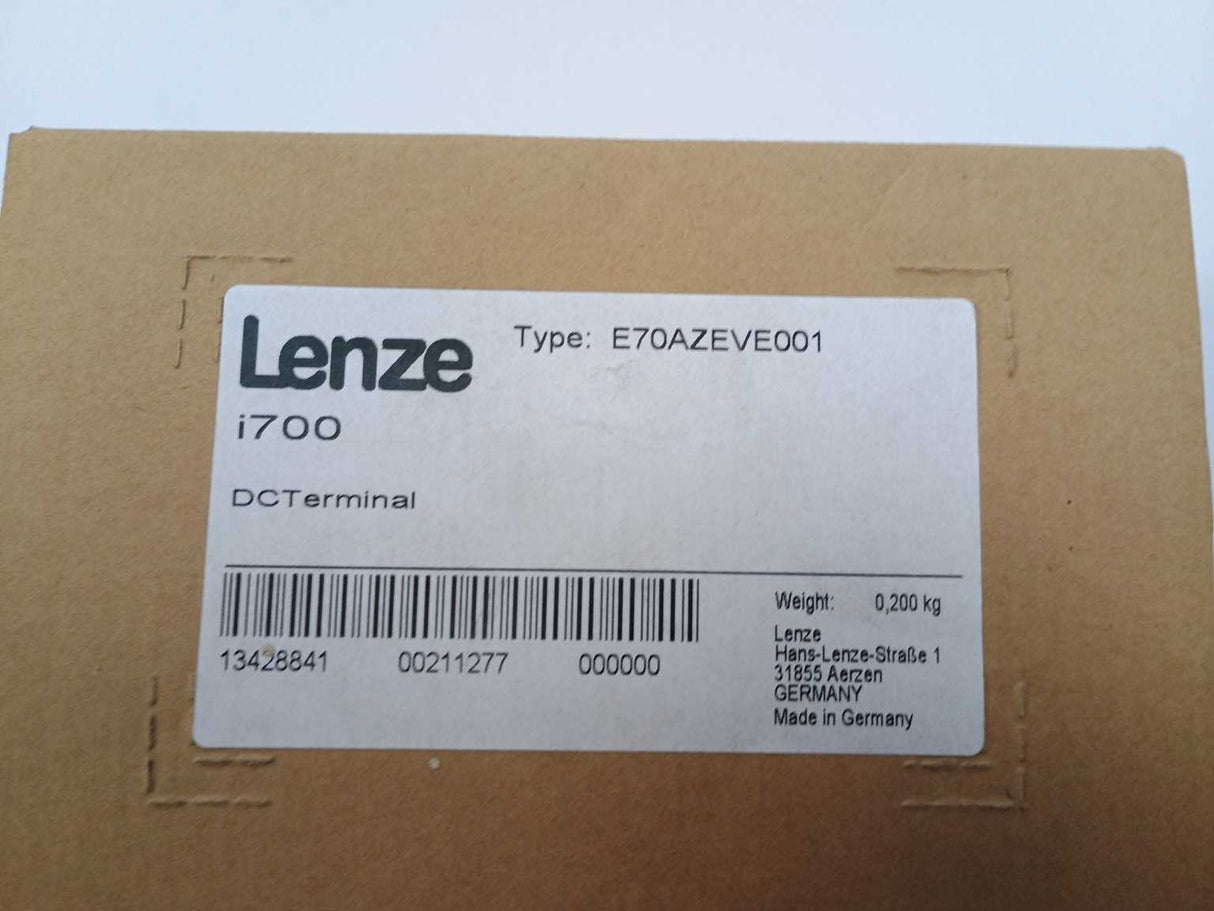 Lenze
Type: E70AZEVE001
i700
DCTerminal
13428841 00211277 000000
Weight: 0,200 kg
Lenze
Hans-Lenze-Straße 1
31855 Aerzen
GERMANY
Made in Germany